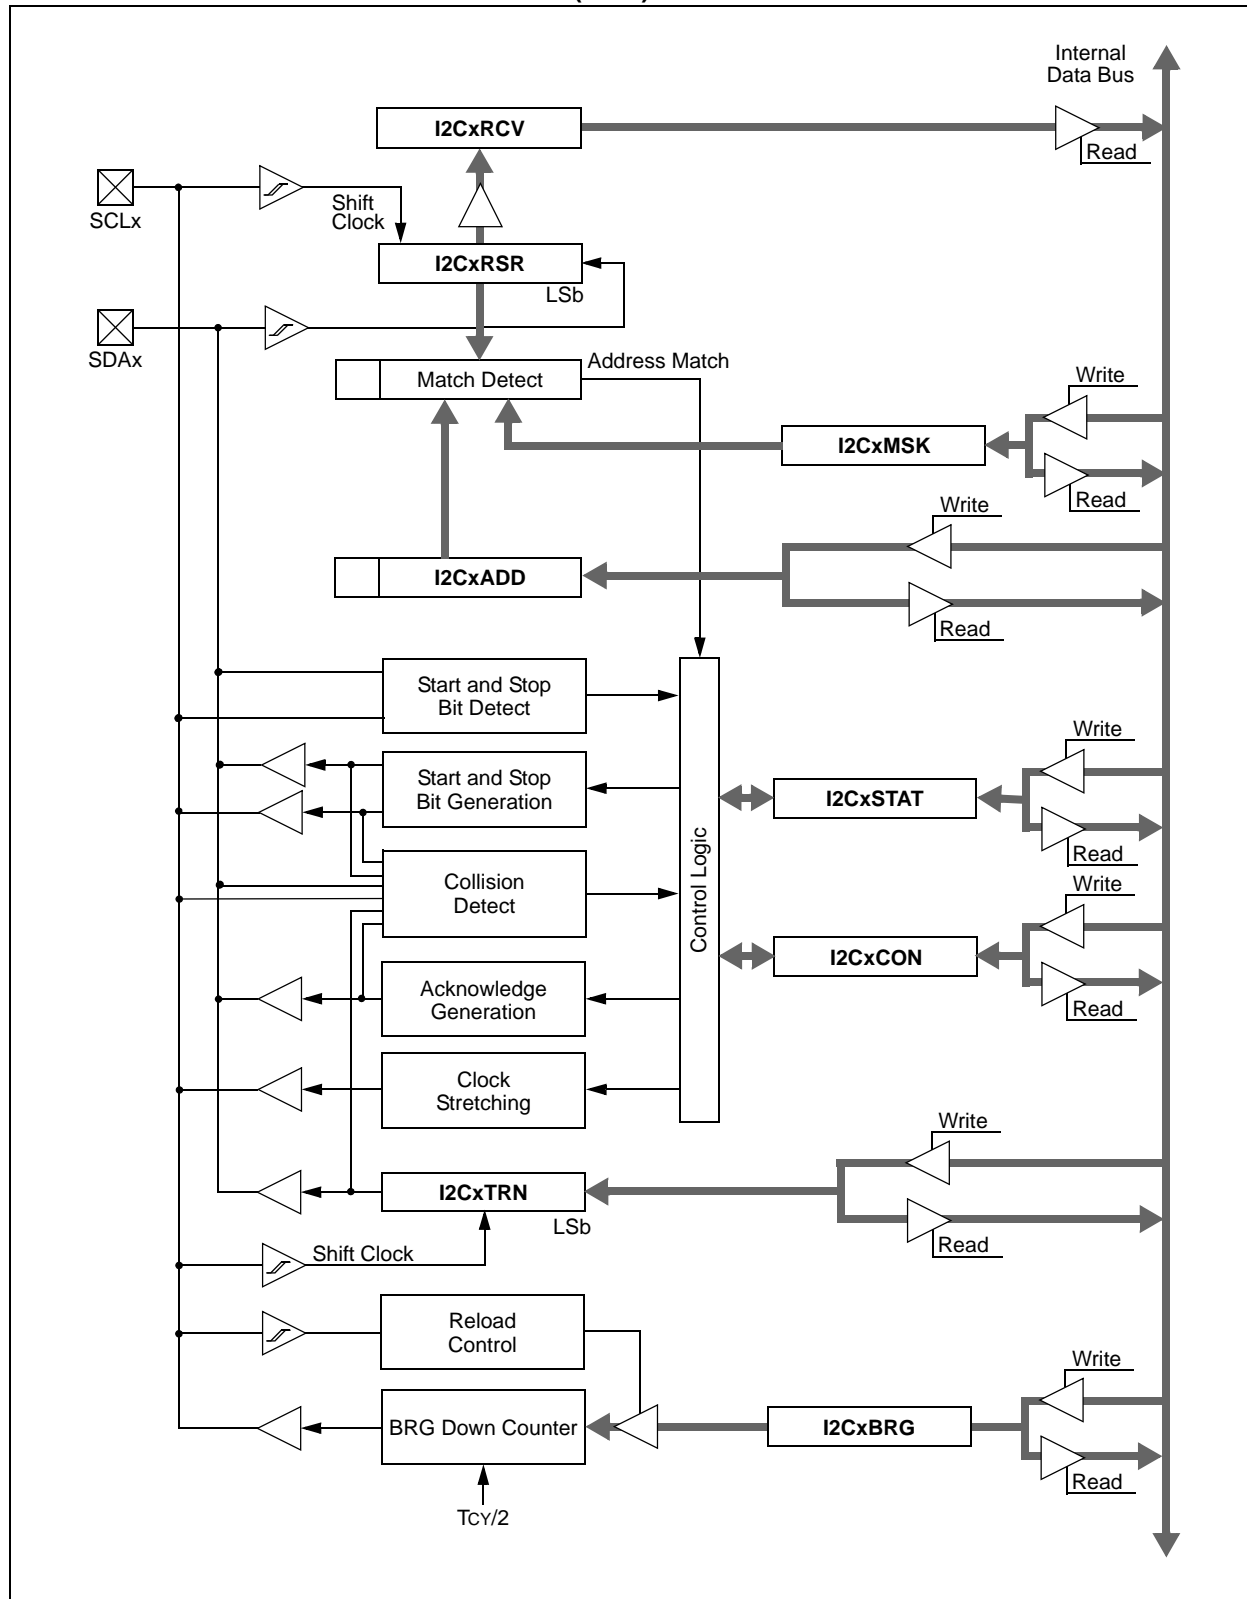 Internal
Data Bus
I2CxRCV
Read
SCLx
Shift
Clock
I2CxRSR
LSb
SDAx
Match Detect
Address Match
Write
I2CxMSK
Read
Write
I2CxADD
Read
Start and Stop
Bit Detect
Start and Stop
Bit Generation
Write
I2CxSTAT
Read
Collision
Detect
Control Logic
Write
I2CxCON
Read
Acknowledge
Generation
Clock
Stretching
Write
I2CxTRN
LSb
Read
Shift Clock
Reload
Control
Write
BRG Down Counter
I2CxBRG
Read
TCY/2